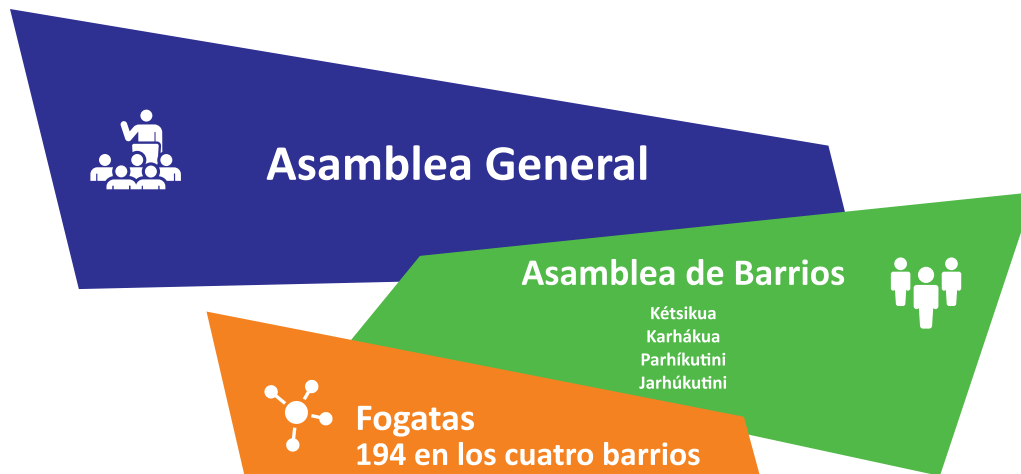 Asamblea General
Asamblea de Barrios
Kétsikua
Karhákua
Parhíkutini
Jarhúkutini
Fogatas
194 en los cuatro barrios